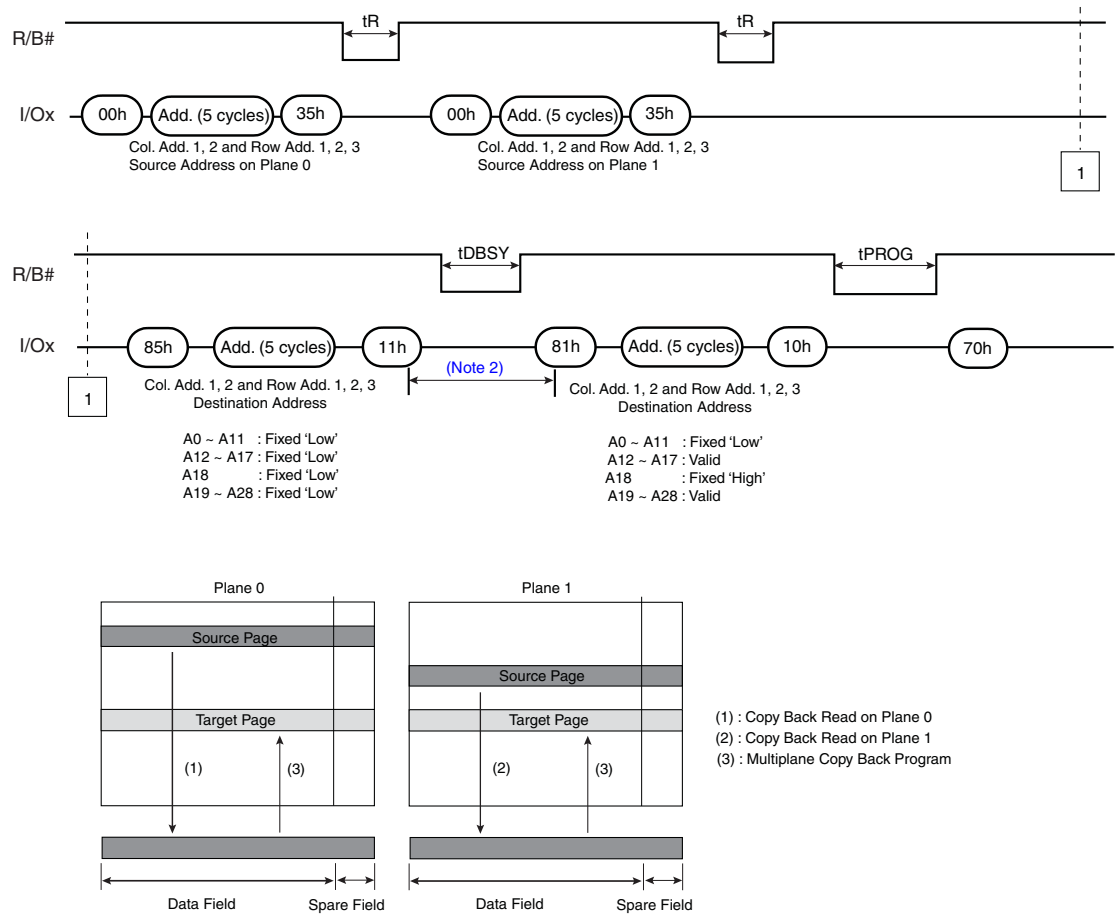 tR
tR
R/B#
I/Ox
00h
Add. (5 cycles)
35h
00h
Add. (5 cycles)
35h
Col. Add. 1, 2 and Row Add. 1, 2, 3
Source Address on Plane 0
Col. Add. 1, 2 and Row Add. 1, 2, 3
Source Address on Plane 1
1
tDBSY
tPROG
R/B#
I/Ox
85h
Add. (5 cycles)
11h
(Note 2)
81h
Add. (5 cycles)
10h
70h
1
Col. Add. 1, 2 and Row Add. 1, 2, 3
Destination Address
Col. Add. 1, 2 and Row Add. 1, 2, 3
Destination Address
A0 ~ A11 : Fixed ‘Low’
A12 ~ A17 : Fixed ‘Low’
A18 : Fixed ‘Low’
A19 ~ A28 : Fixed ‘Low’
A0 ~ A11 : Fixed ‘Low’
A12 ~ A17 : Valid
A18 : Fixed ‘High’
A19 ~ A28 : Valid
Plane 0
Plane 1
Source Page
Source Page
Target Page
Target Page
(1)
(3)
(2)
(3)
(1) : Copy Back Read on Plane 0
(2) : Copy Back Read on Plane 1
(3) : Multiplane Copy Back Program
Data Field
Spare Field
Data Field
Spare Field